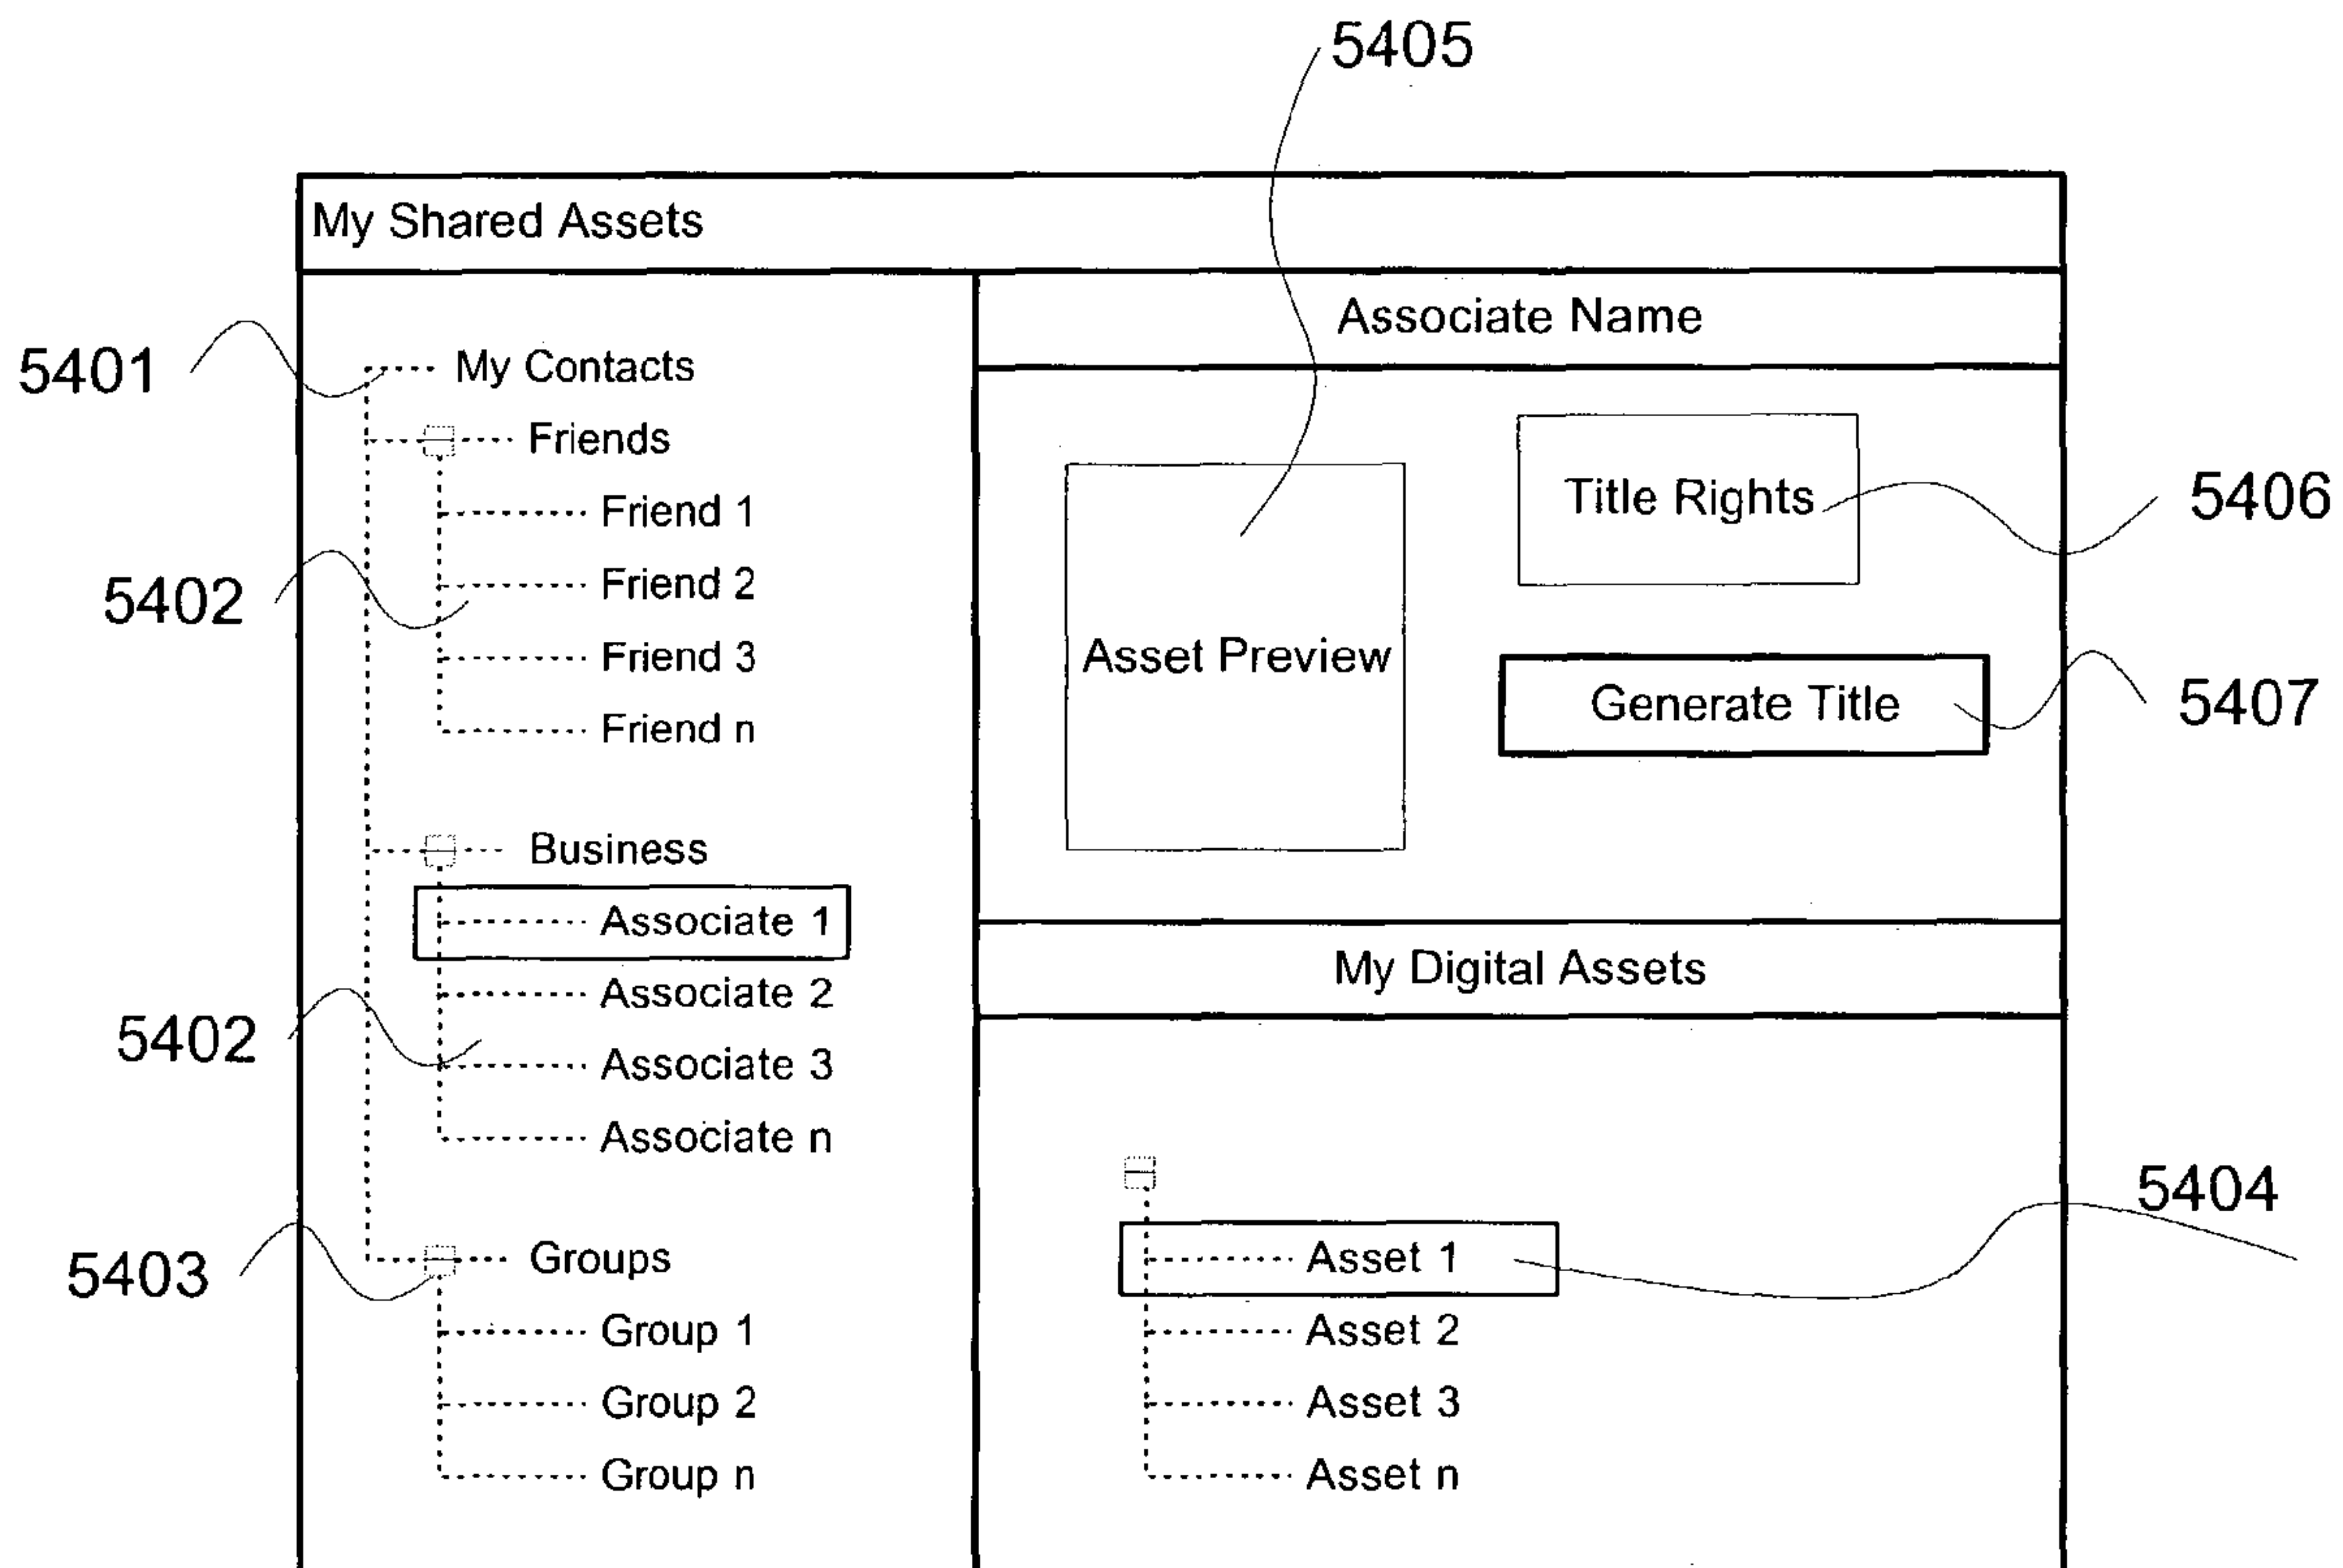 5405
My Shared Assets
Associate Name
5401
My Contacts
Friends
Friend 1
5402
Friend 2
Friend 3
Friend n
Business
Associate 1
Associate 2
5402
Associate 3
Associate n
5403
Groups
Group 1
Group 2
Group n
Title Rights
5406
Asset Preview
Generate Title
5407
My Digital Assets
5404
Asset 1
Asset 2
Asset 3
Asset n